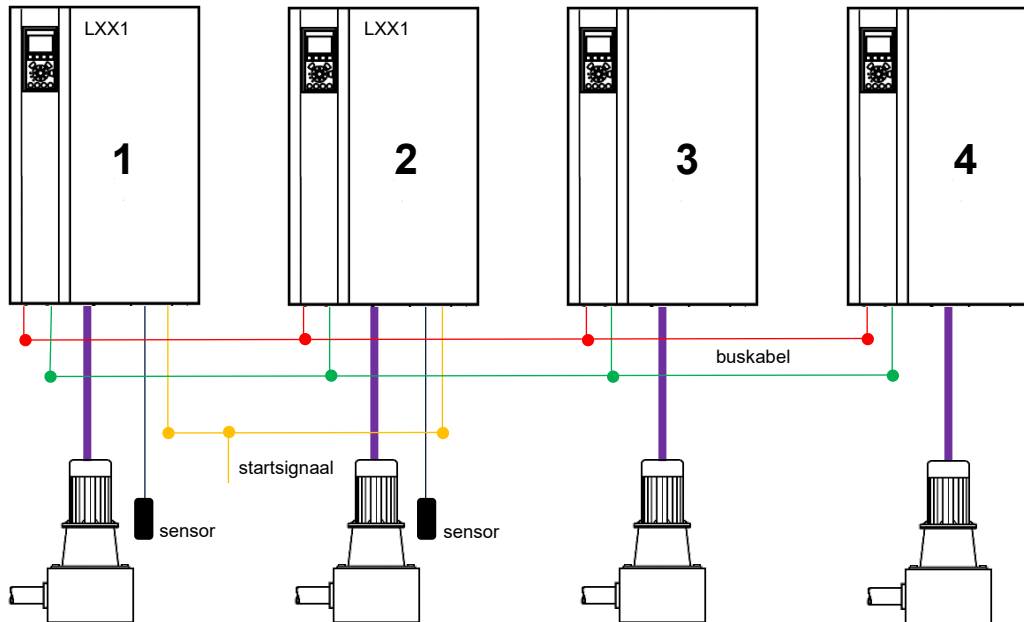 LXX1
LXX1
1
2
3
4
buskabel
startsignaal
sensor
sensor